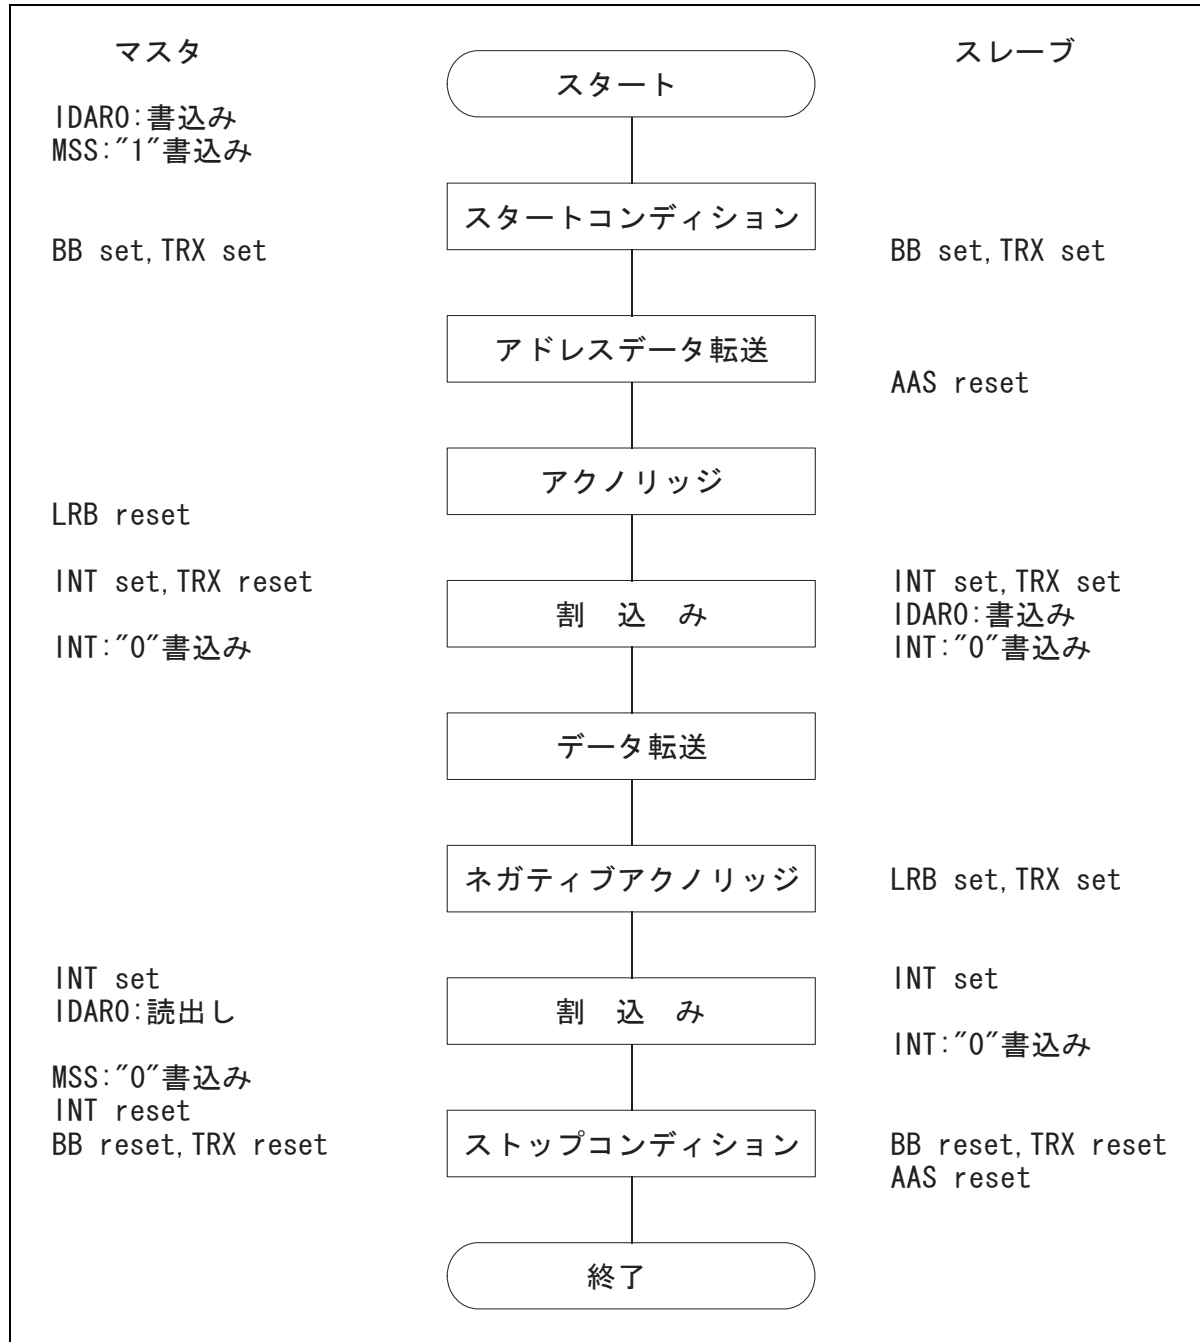 マスタ
スレーブ
スタート
IDAR0:書込み
MSS:"1"書込み
スタートコンディション
BB set,TRX set
BB set,TRX set
アドレスデータ転送
AAS reset
アクノリッジ
LRB reset
INT set,TRX reset
INT set,TRX set
割 込 み
IDAR0:書込み
INT:"0"書込み
INT:"0"書込み
データ転送
ネガティブアクノリッジ
LRB set,TRX set
INT set
INT set
IDAR0:読出し
割 込 み
INT:"0"書込み
MSS:"0"書込み
INT reset
BB reset,TRX reset
ストップコンディション
BB reset,TRX reset
AAS reset
終了